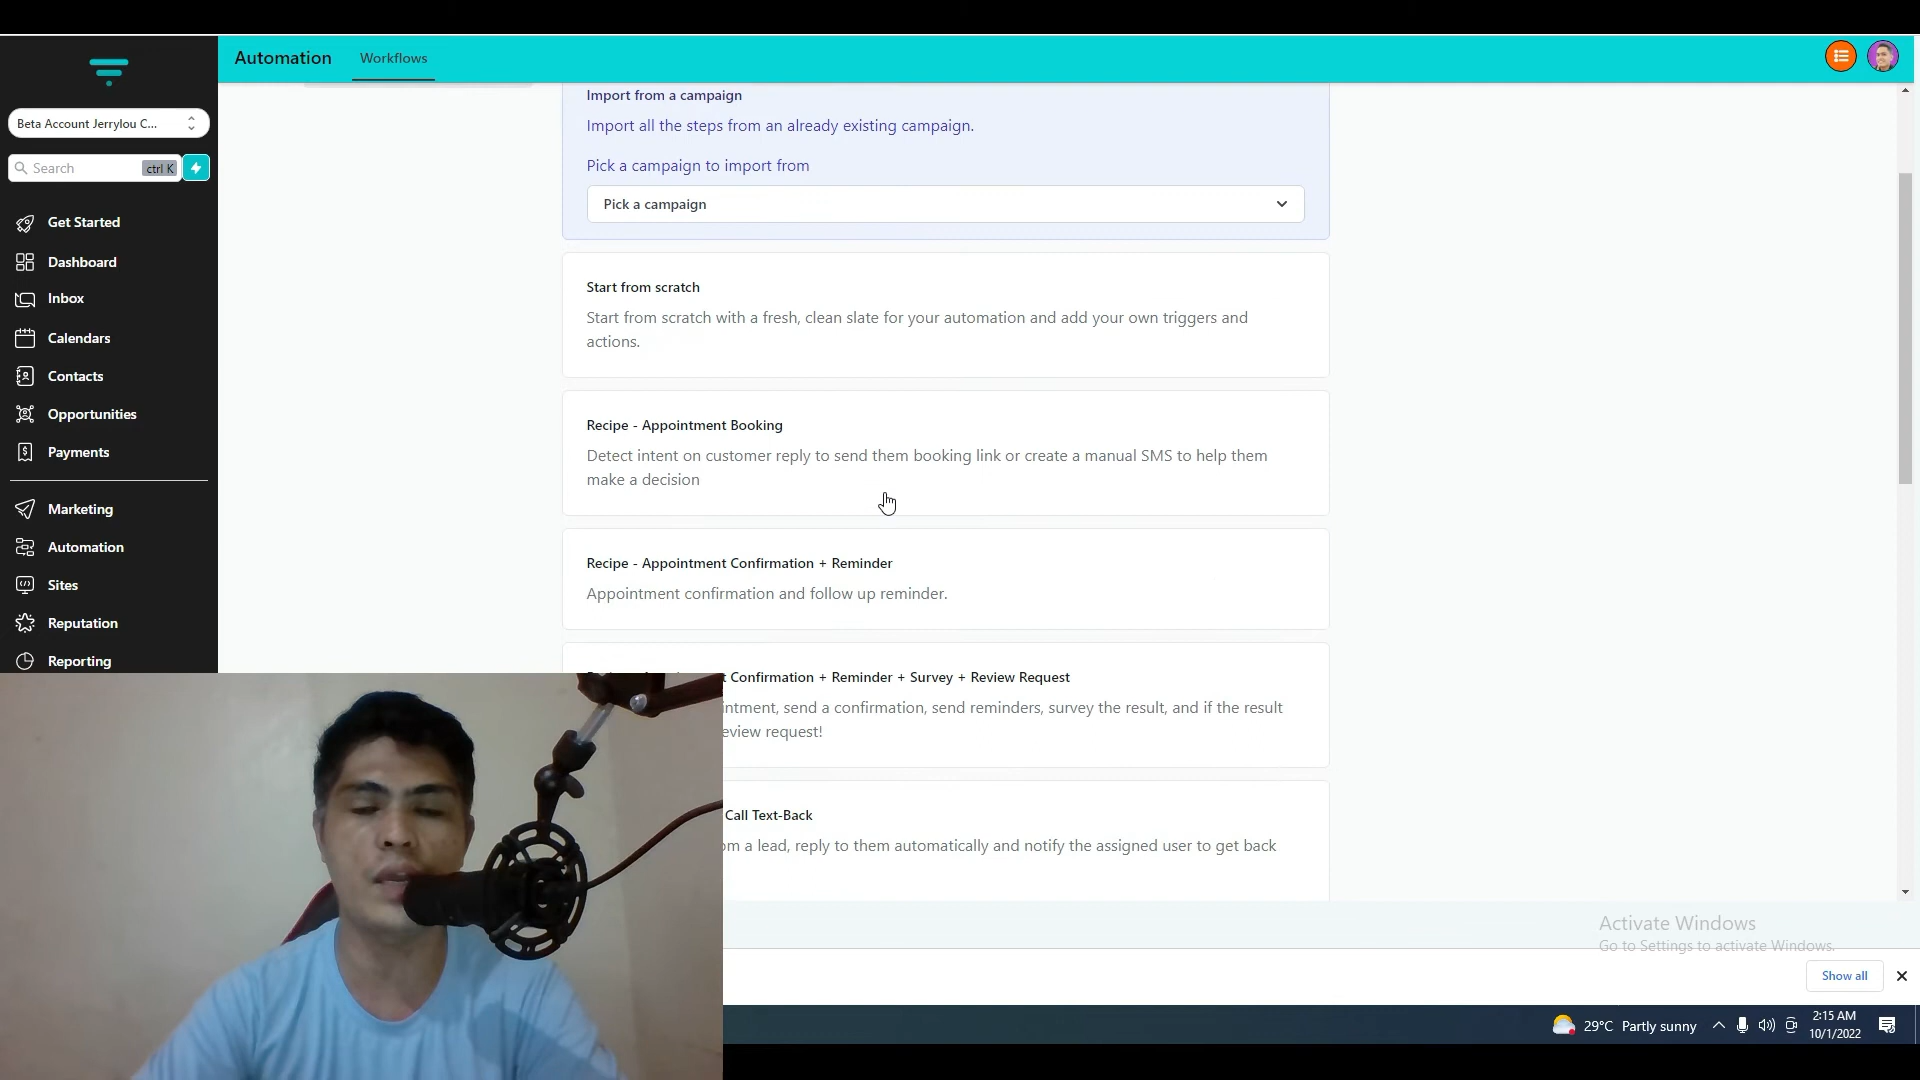 Automation
Workflows
Beta Account Jerrylou C...
Search
ctrl K
Get Started
Dashboard
Inbox
Calendars
Contacts
Opportunities
Payments
Marketing
Automation
Sites
Reputation
Reporting
Import from a campaign
Import all the steps from an already existing campaign.
Pick a campaign to import from
Pick a campaign
Start from scratch
Start from scratch with a fresh, clean slate for your automation and add your own triggers and
actions.
Recipe - Appointment Booking
Detect intent on customer reply to send them booking link or create a manual SMS to help them
make a decision
Recipe - Appointment Confirmation + Reminder
Appointment confirmation and follow up reminder.
Confirmation + Reminder + Survey + Review Request
intment, send a confirmation, send reminders, survey the result, and if the result
eview request!
Call Text-Back
om a lead, reply to them automatically and notify the assigned user to get back
Activate Windows
Go to Settings to activate Windows.
Show all
29°C Partly sunny
2:15 AM
10/1/2022